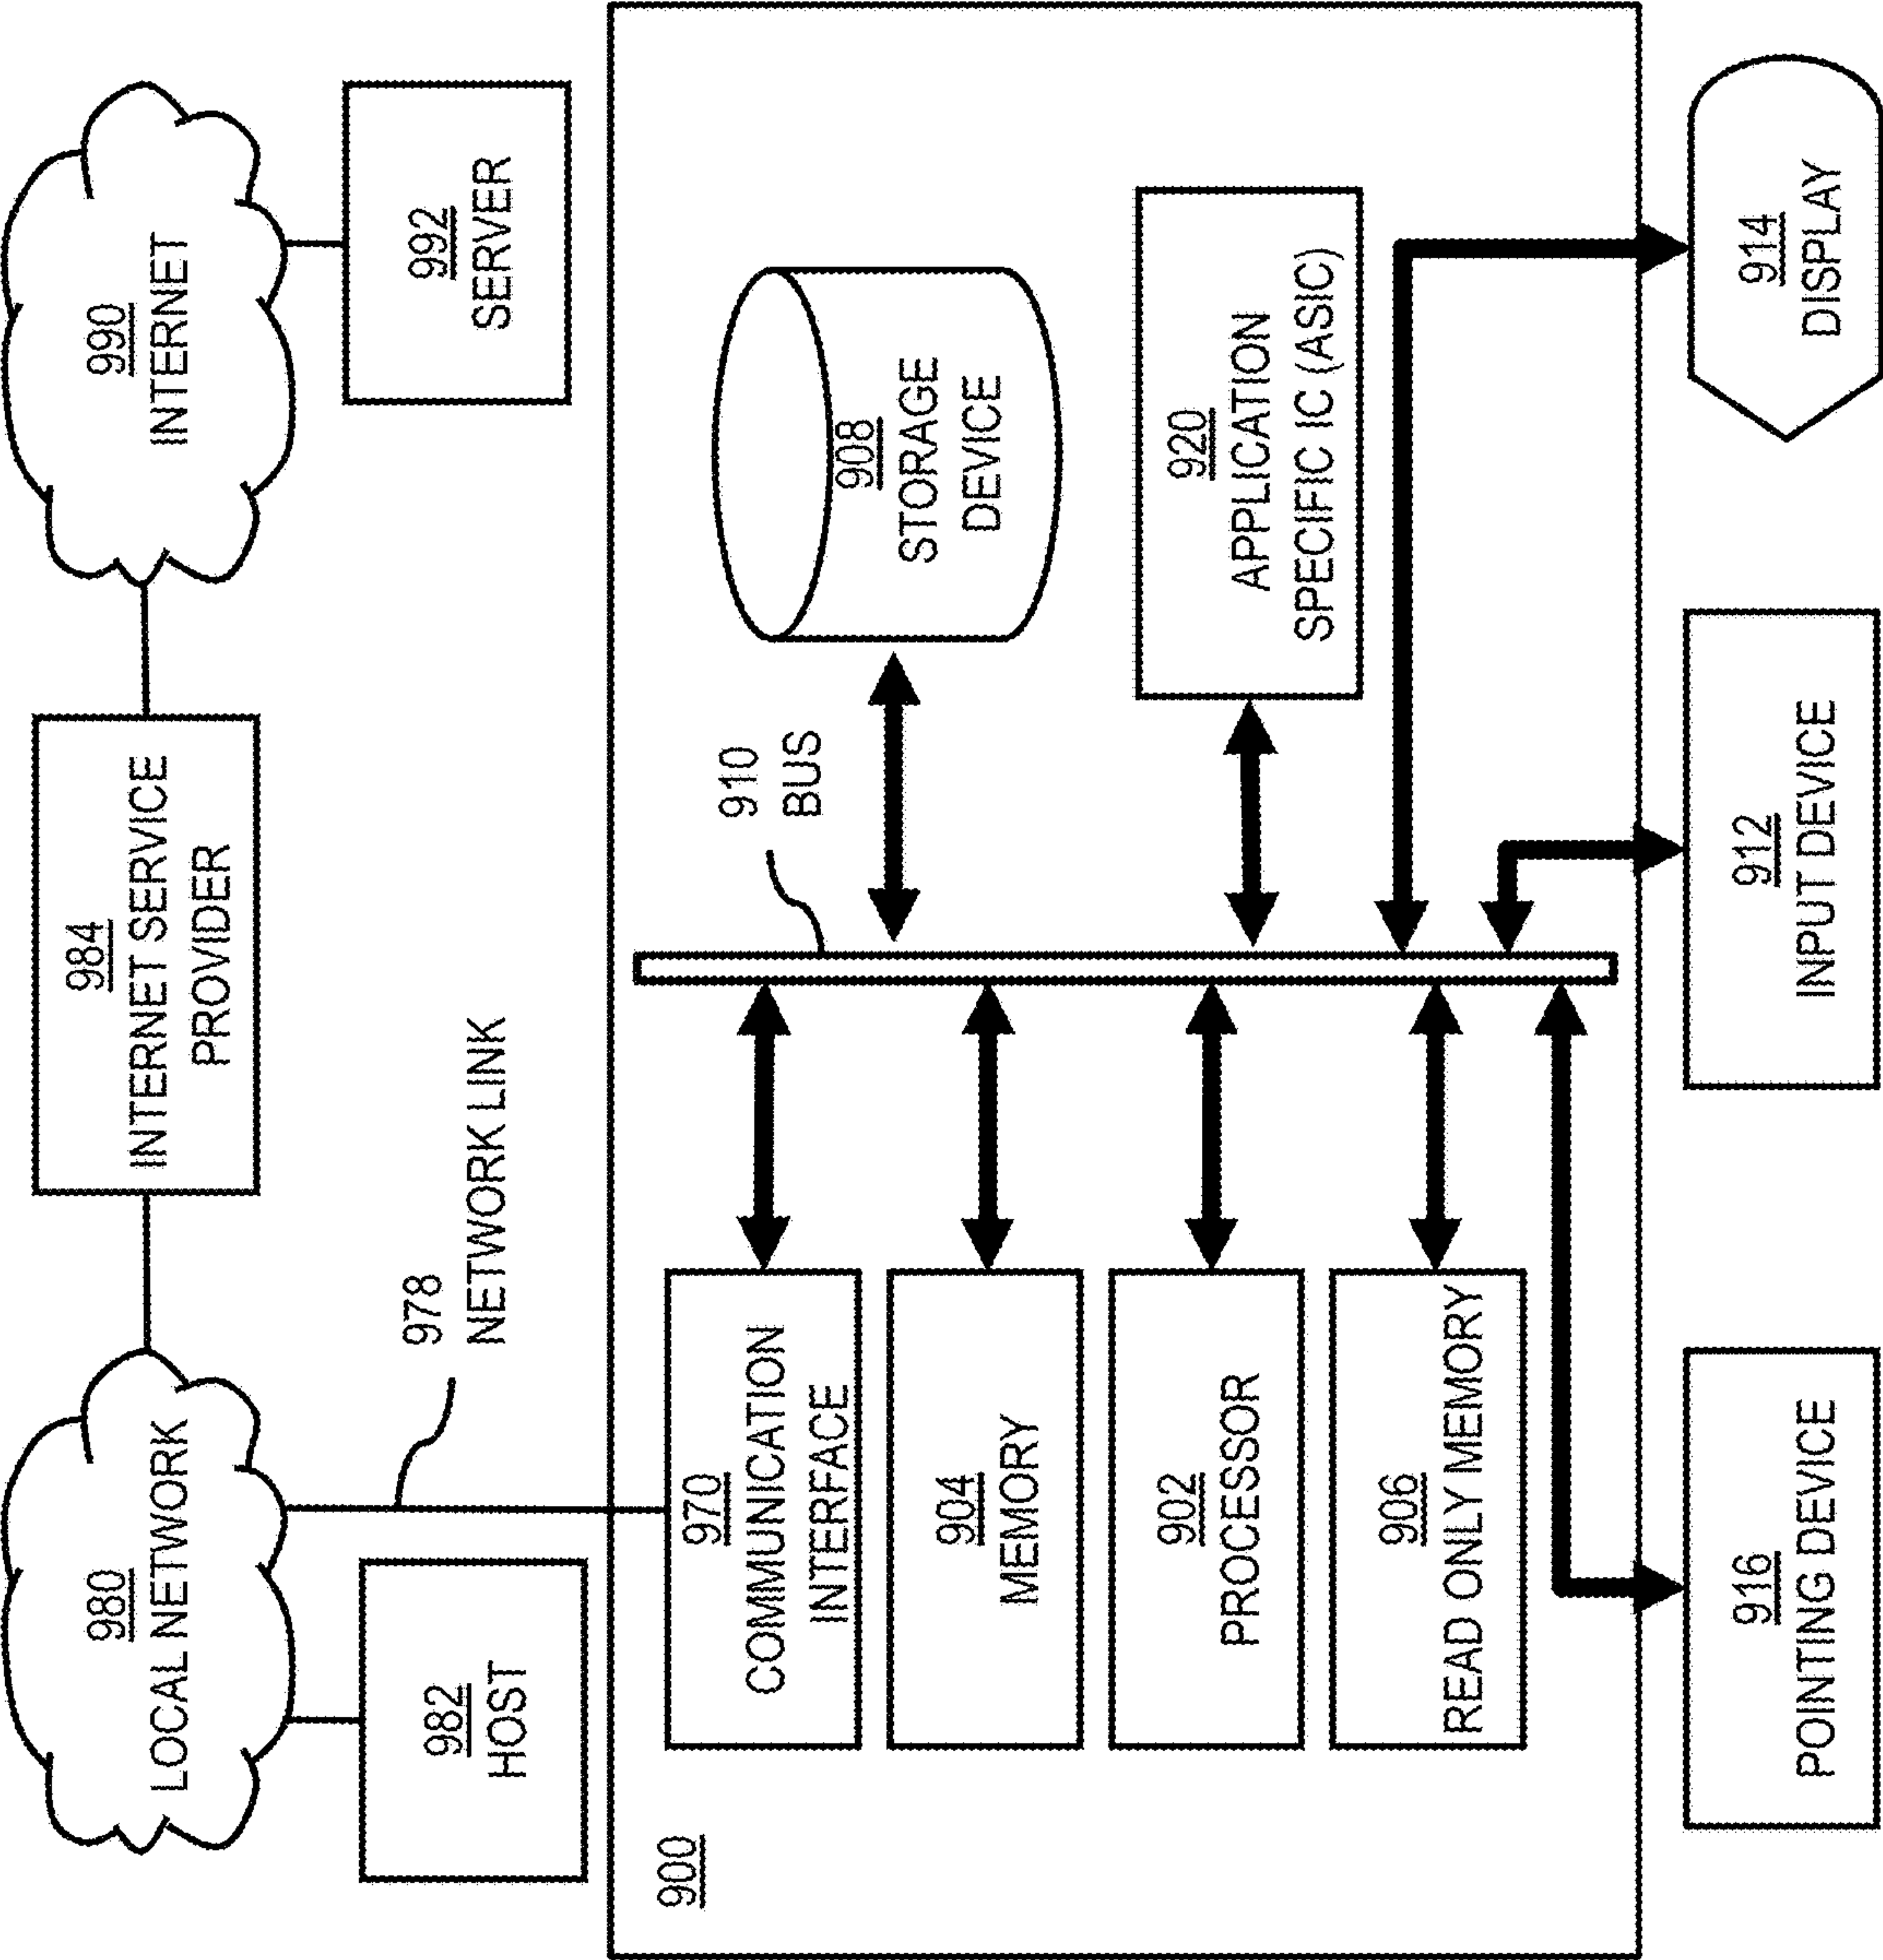 980
LOCAL NETWORK
984
INTERNET SERVICE
PROVIDER
990
INTERNET
982
HOST
978
NETWORK LINK
992
SERVER
900
970
COMMUNICATION
INTERFACE
910
BUS
908
STORAGE
DEVICE
904
MEMORY
902
PROCESSOR
920
APPLICATION
SPECIFIC IC (ASIC)
906
READ ONLY MEMORY
916
POINTING DEVICE
912
INPUT DEVICE
914
DISPLAY